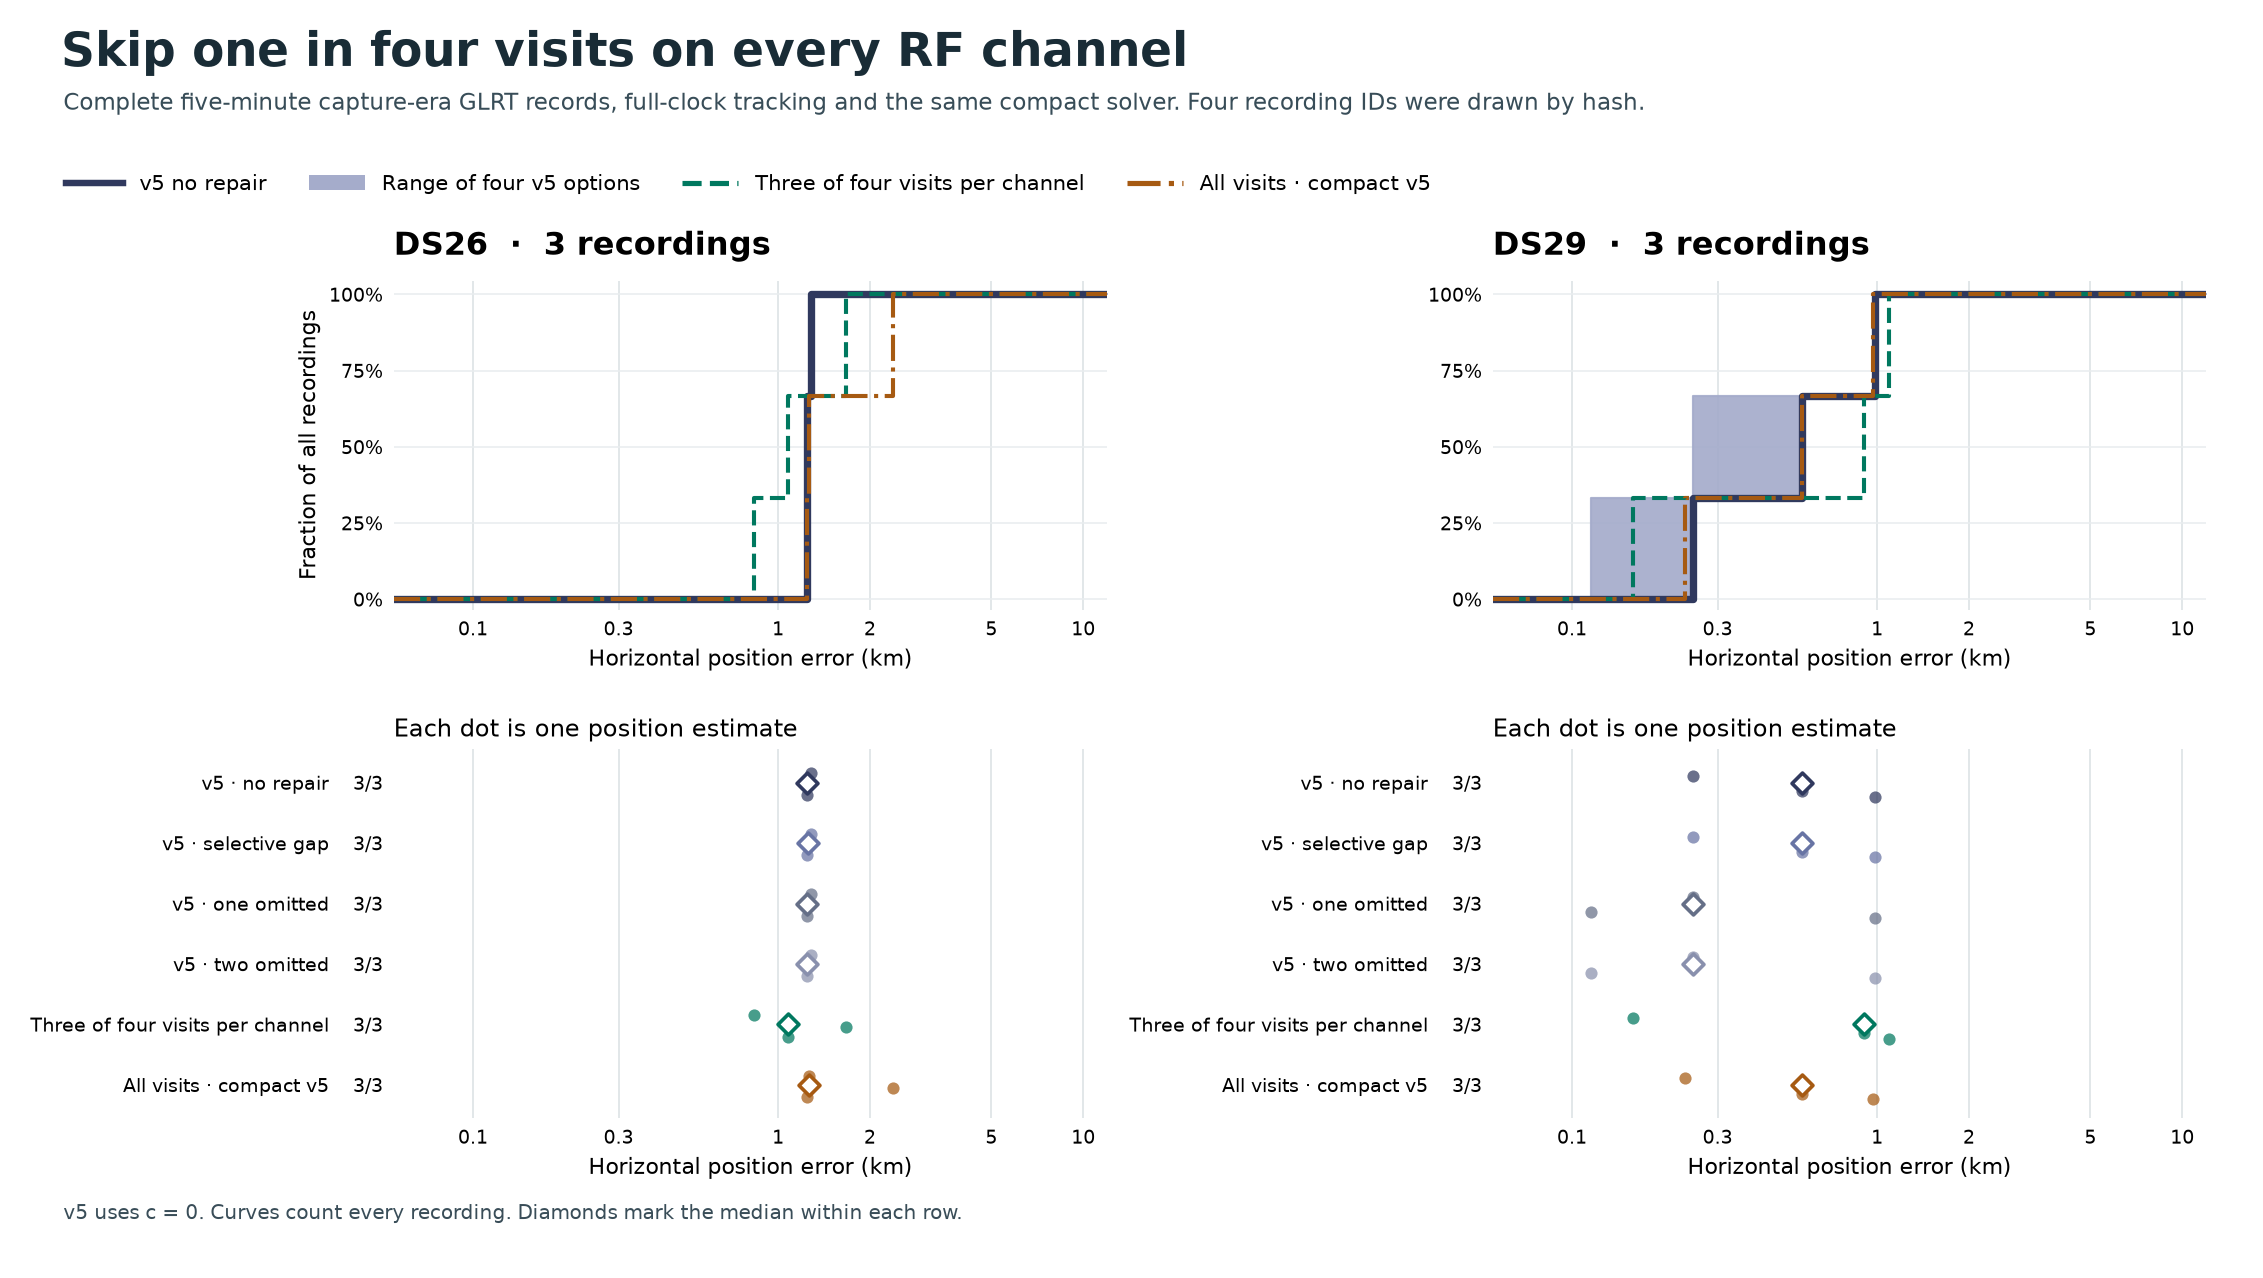 Skip one in four visits on every RF channel
Complete five-minute capture-era GLRT records, full-clock tracking and the same compact solver. Four recording IDs were drawn by hash.
v5 no repair
Range of four v5 options
Three of four visits per channel
All visits · compact v5
DS26 · 3 recordings
Fraction of all recordings
100%
75%
50%
25%
0%
0.1 0.3 1 2 5 10
Horizontal position error (km)
DS29 · 3 recordings
100%
75%
50%
25%
0%
0.1 0.3 1 2 5 10
Horizontal position error (km)
Each dot is one position estimate
v5 · no repair 3/3
v5 · selective gap 3/3
v5 · one omitted 3/3
v5 · two omitted 3/3
Three of four visits per channel 3/3
All visits · compact v5 3/3
0.1 0.3 1 2 5 10
Horizontal position error (km)
Each dot is one position estimate
v5 · no repair 3/3
v5 · selective gap 3/3
v5 · one omitted 3/3
v5 · two omitted 3/3
Three of four visits per channel 3/3
All visits · compact v5 3/3
0.1 0.3 1 2 5 10
Horizontal position error (km)
v5 uses c = 0. Curves count every recording. Diamonds mark the median within each row.